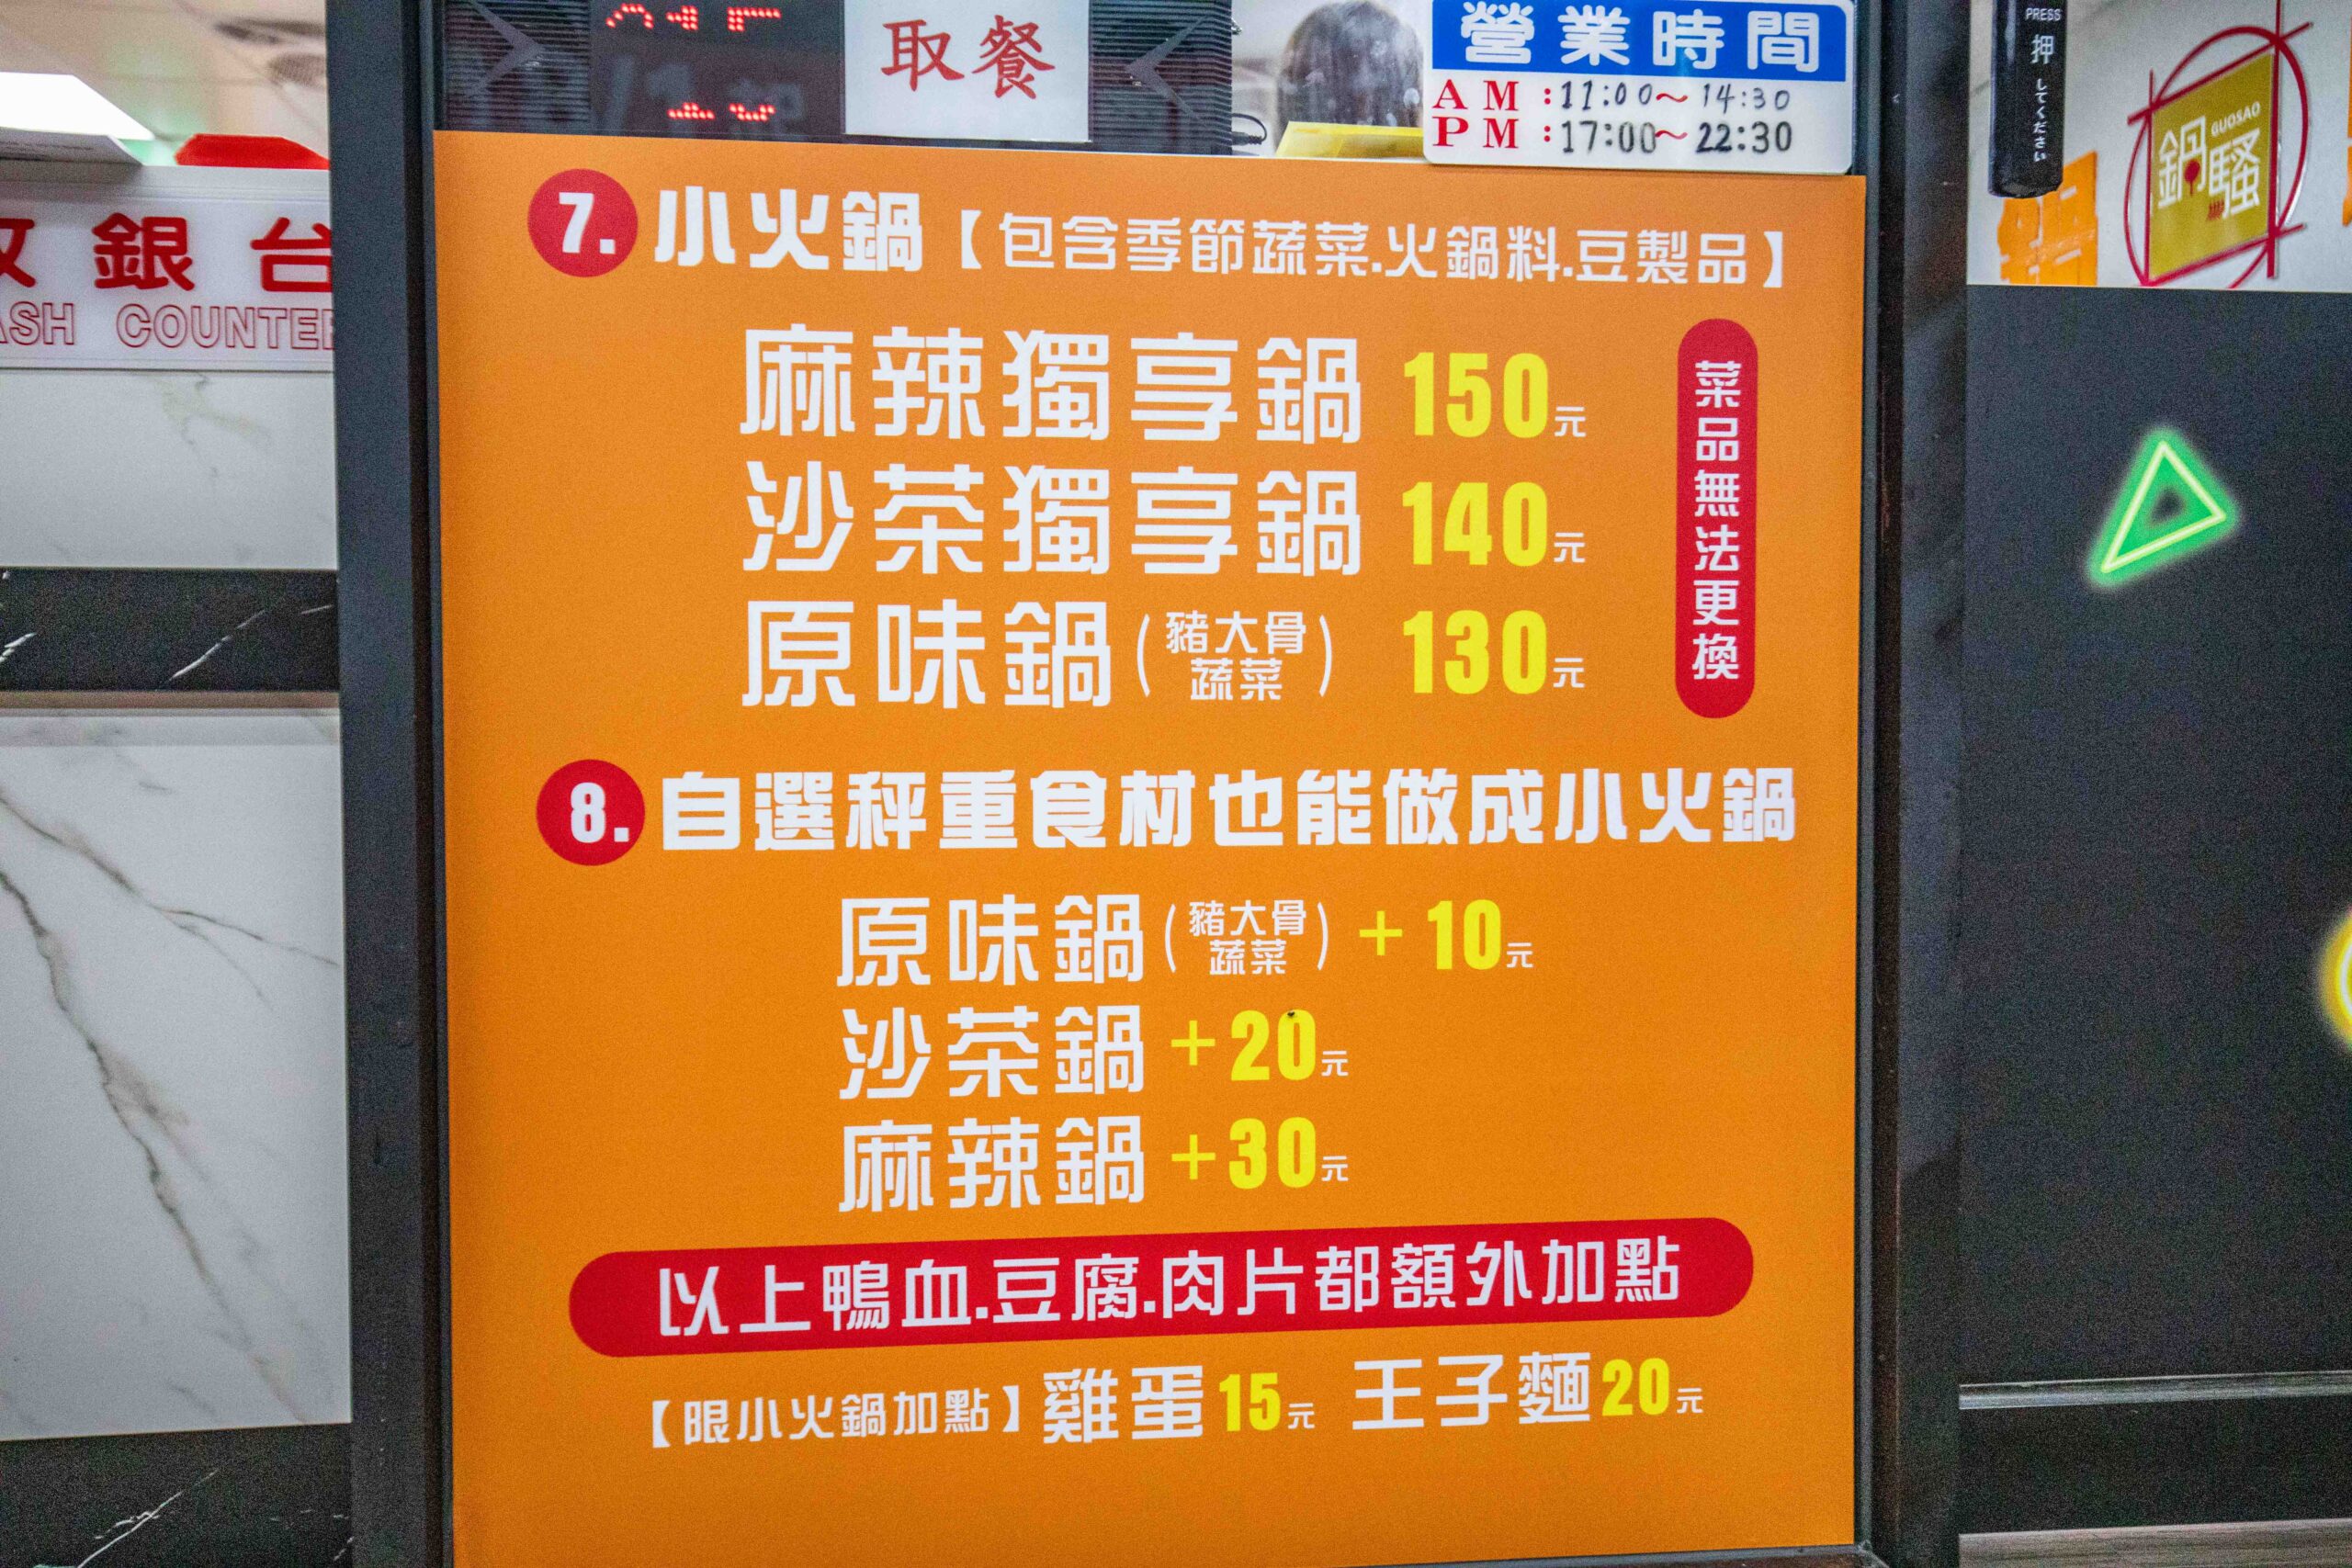 取餐
營業時間
AM:11:00~14:30
PM:17:00~22:30
PRESS
押
してください
GUOSAO
鍋騷
銀台
COUNTE
7. 小火鍋【包含季節蔬菜.火鍋料.豆製品】
麻辣獨享鍋 150元
沙茶獨享鍋 140元
原味鍋(豬大骨蔬菜) 130元
菜品無法更換
8. 自選秤重食材也能做成小火鍋
原味鍋(豬大骨蔬菜)+10元
沙茶鍋+20元
麻辣鍋+30元
以上鴨血.豆腐.肉片都額外加點
【限小火鍋加點】雞蛋15元 王子麵20元